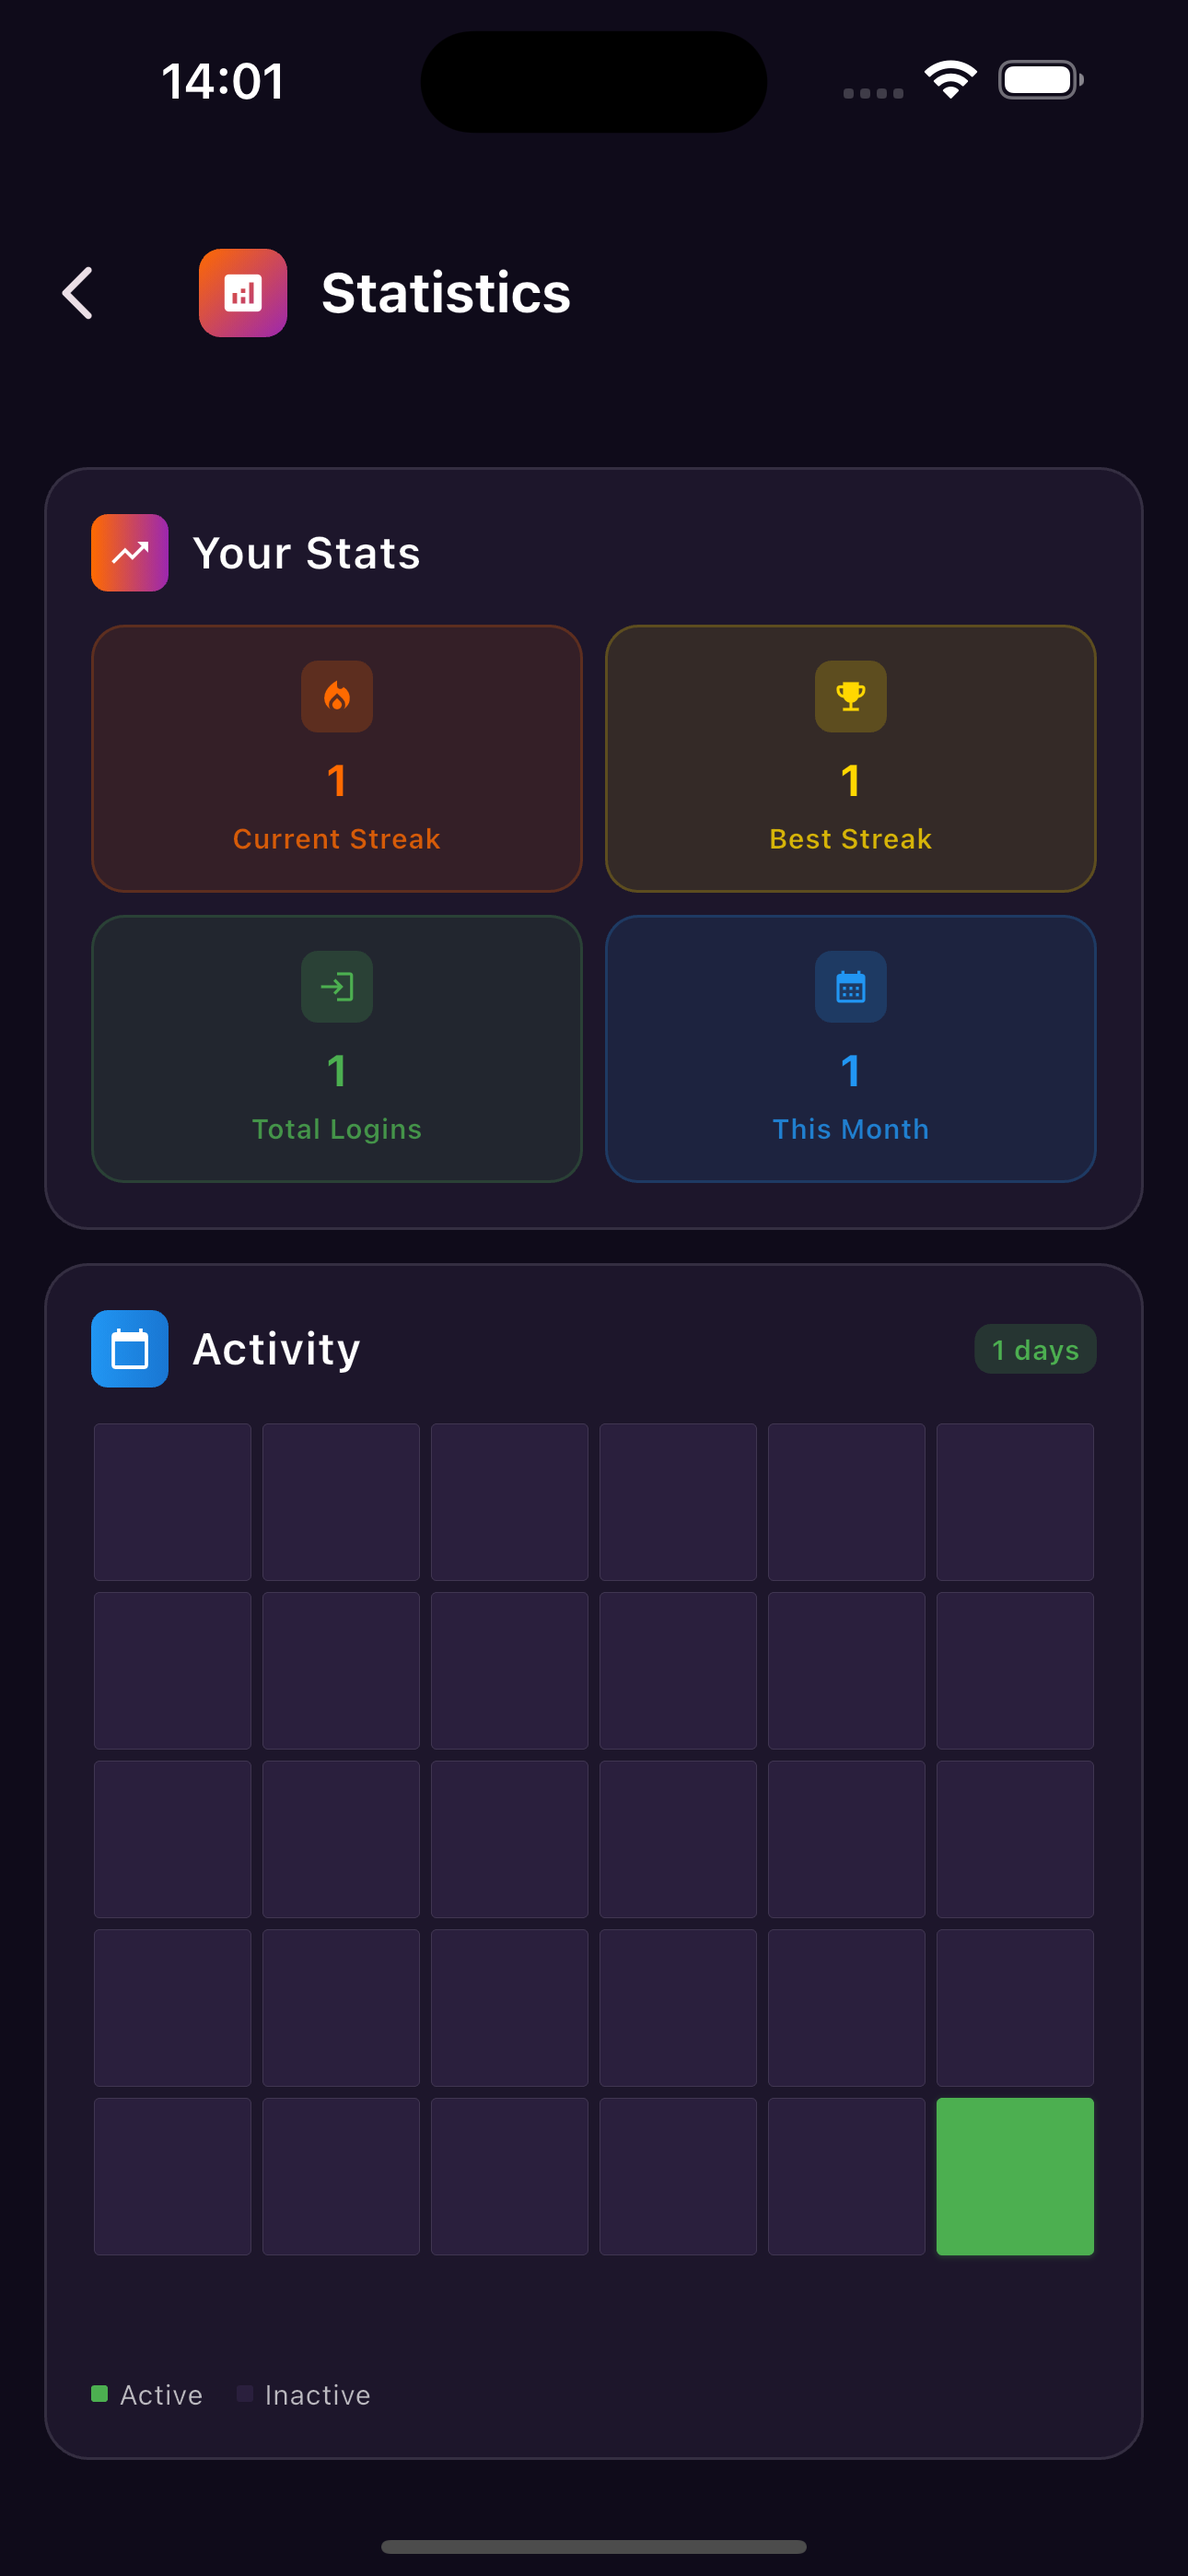 14:01
Statistics
Your Stats
1
Current Streak
1
Best Streak
1
Total Logins
1
This Month
Activity
1 days
Active
Inactive